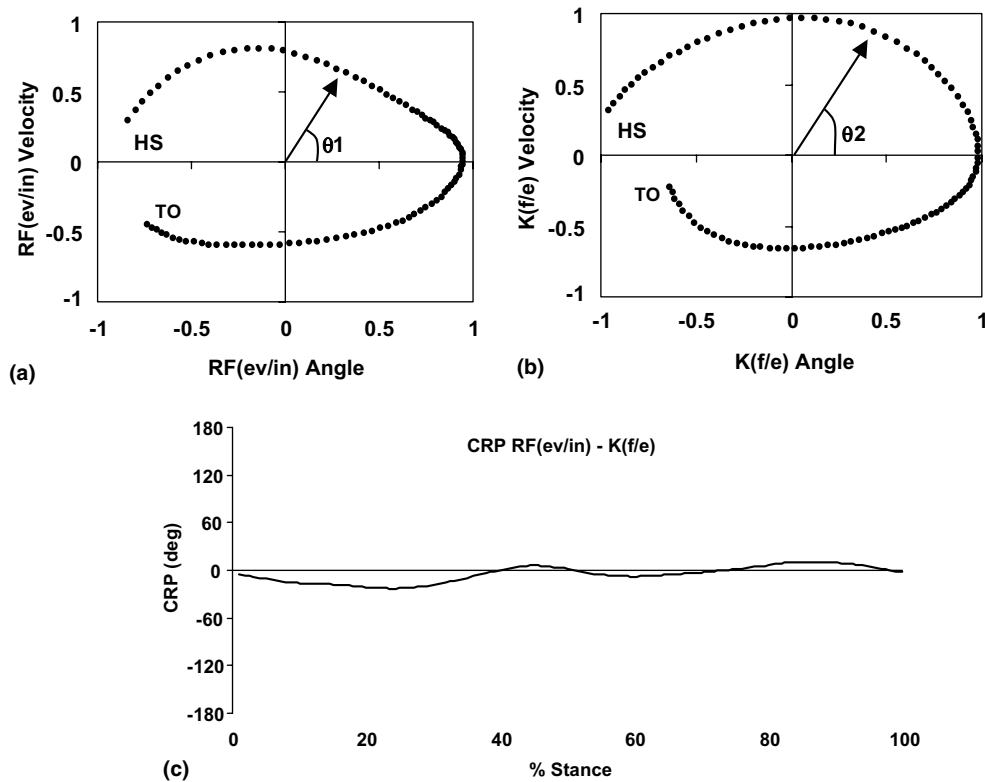 1
0.5
0
-0.5
-1
RF(ev/in) Velocity
HS
TO
θ1
-1
-0.5
0
0.5
1
RF(ev/in) Angle
(a)
1
0.5
0
-0.5
-1
K(f/e) Velocity
HS
TO
θ2
-1
-0.5
0
0.5
1
K(f/e) Angle
(b)
CRP RF(ev/in) - K(f/e)
180
120
60
0
-60
-120
-180
CRP (deg)
0
20
40
60
80
100
% Stance
(c)